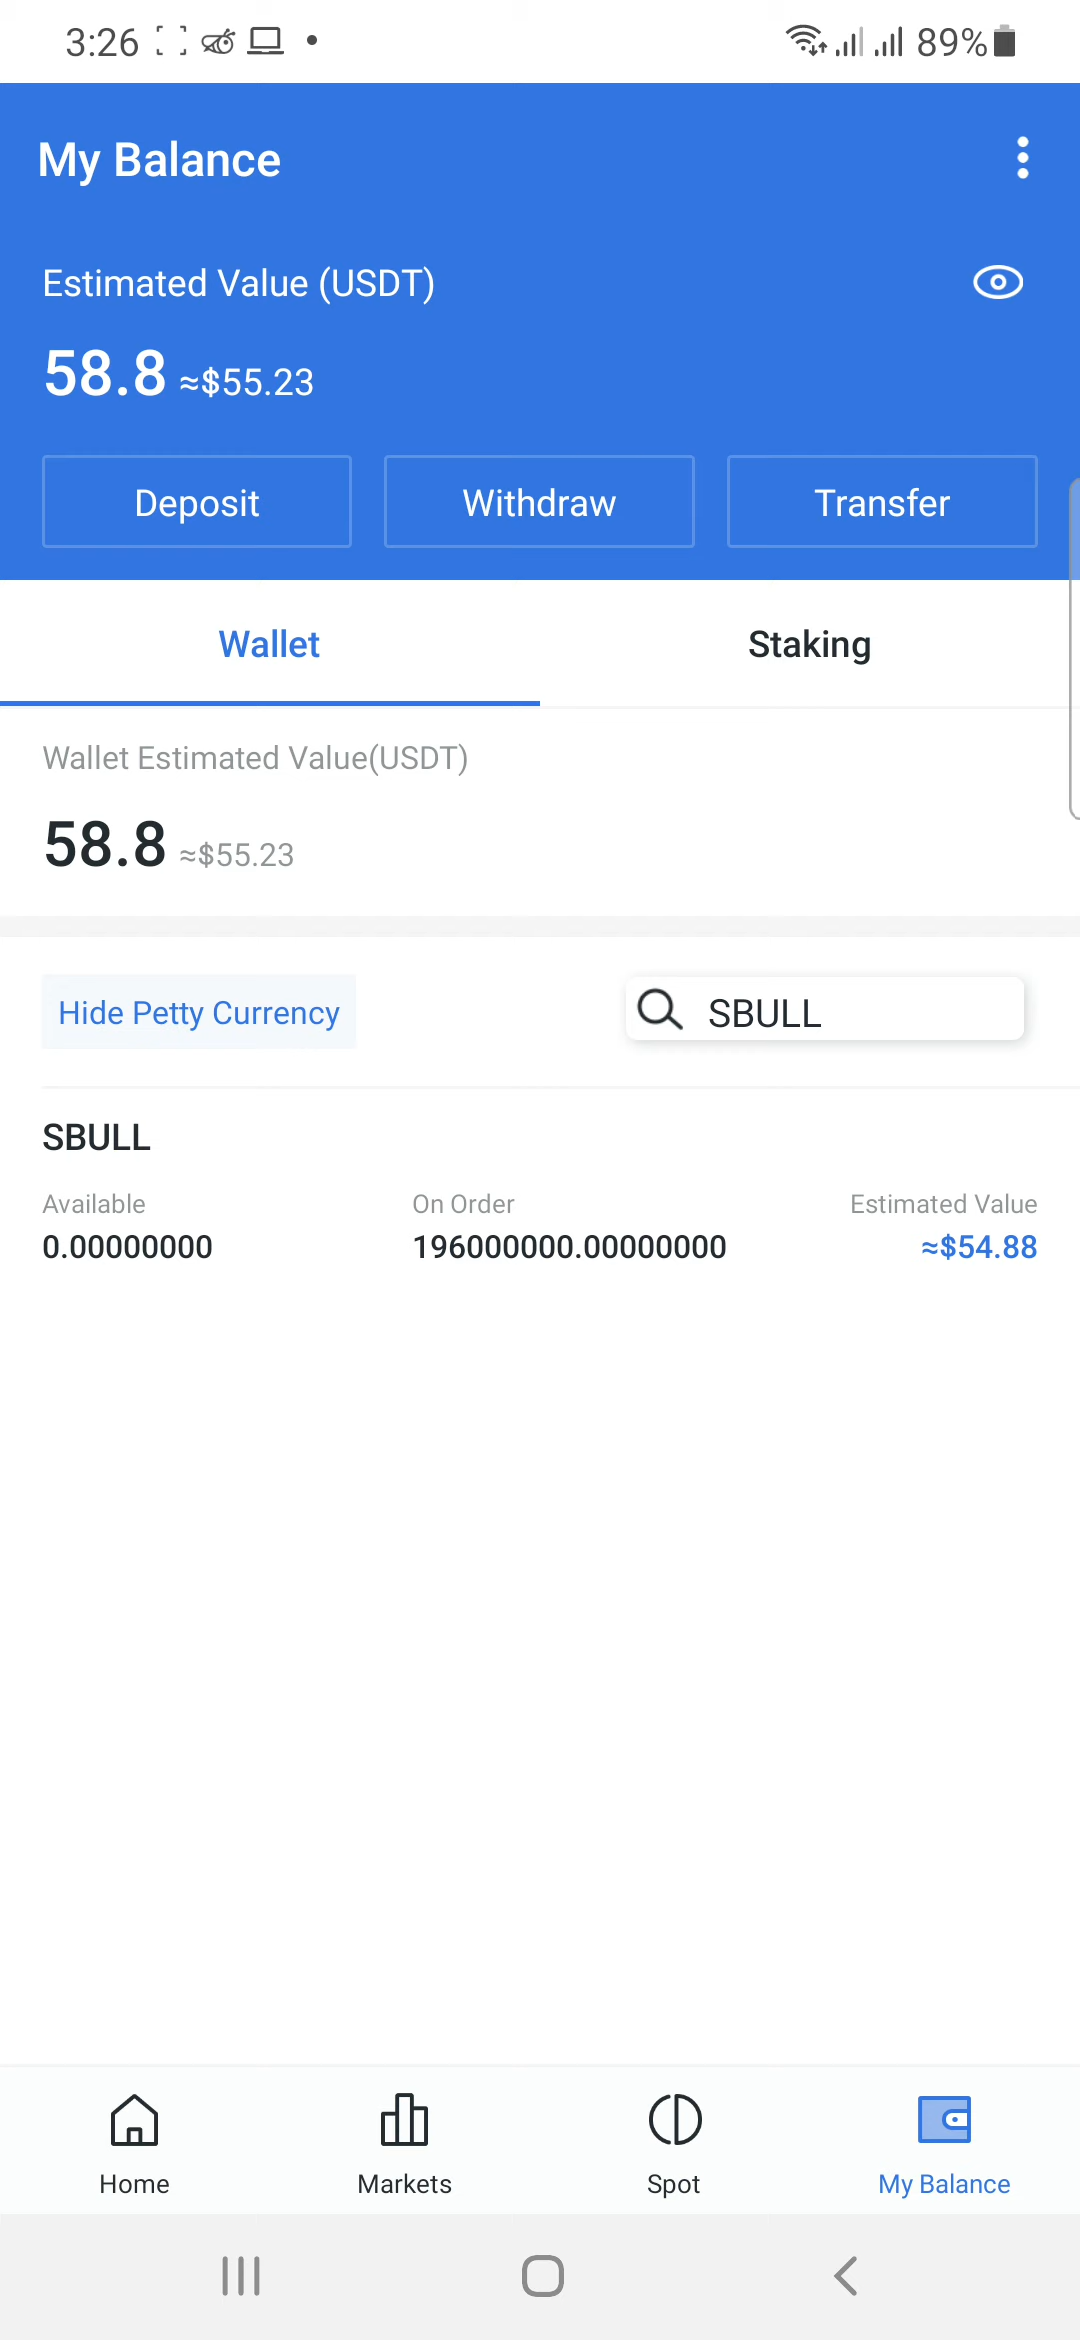 3:26 89%
My Balance
Estimated Value (USDT)
58.8 ≈$55.23
Deposit Withdraw Transfer
Wallet Staking
Wallet Estimated Value(USDT)
58.8 ≈$55.23
Hide Petty Currency SBULL
SBULL
Available On Order Estimated Value
0.00000000 196000000.00000000 ≈$54.88
Home Markets Spot My Balance